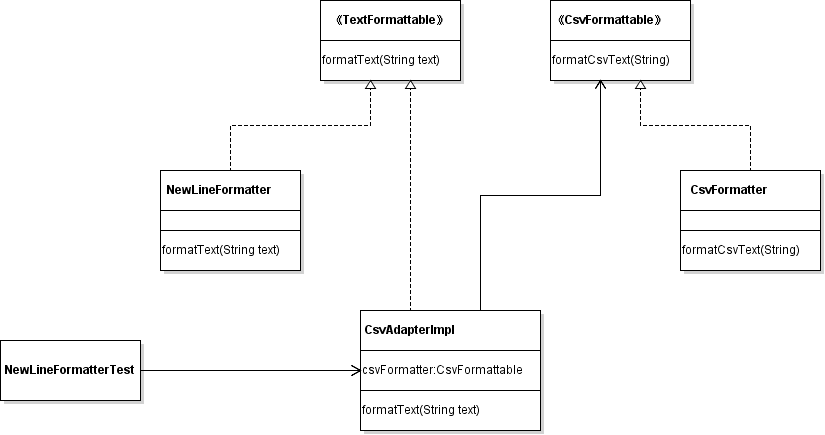 《TextFormattable》
formatText(String text)
《CsvFormattable》
formatCsvText(String)
NewLineFormatter
formatText(String text)
CsvFormatter
formatCsvText(String)
NewLineFormatterTest
CsvAdapterImpl
csvFormatter:CsvFormattable
formatText(String text)